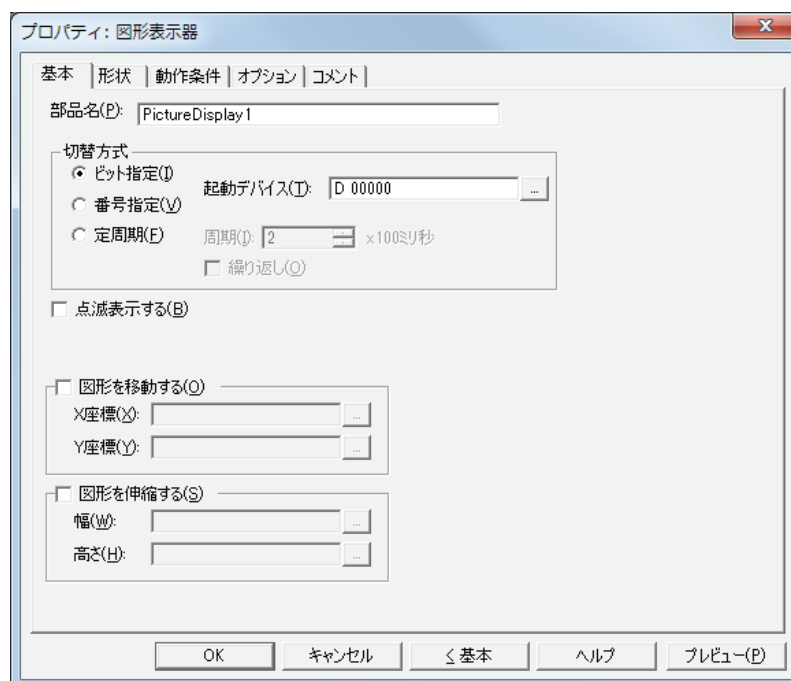 プロパティ: 図形表示器
基本 形状 動作条件 オプション コメント
部品名(P): PictureDisplay1
切替方式
ビット指定(I)
起動デバイス(T): D 00000 ...
番号指定(V)
定周期(F) 周期(I): 2 x100ミリ秒
繰り返し(O)
点滅表示する(B)
図形を移動する(O)
X座標(X): ...
Y座標(Y): ...
図形を伸縮する(S)
幅(W): ...
高さ(H): ...
OK キャンセル < 基本 ヘルプ プレビュー(P)